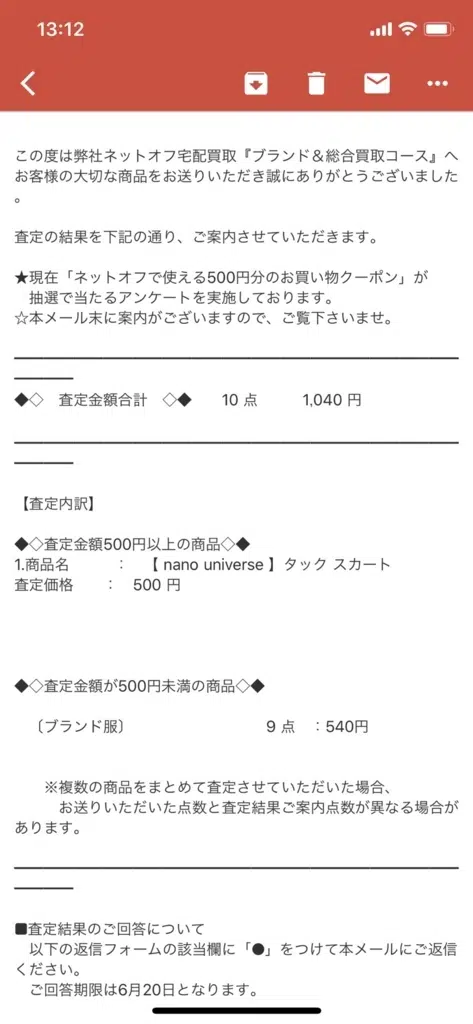 13:12
この度は弊社ネットオフ宅配買取『ブランド＆総合買取コース』へ
お客様の大切な商品をお送りいただき誠にありがとうございました
。
査定の結果を下記の通り、ご案内させていただきます。
★現在「ネットオフで使える500円分のお買い物クーポン」が
　抽選で当たるアンケートを実施しております。
☆本メール末に案内がございますので、ご覧下さいませ。
◆◇　査定金額合計　◇◆　　10 点　　　1,040 円
【査定内訳】
◆◇査定金額500円以上の商品◇◆
1.商品名　　　：　【 nano universe 】タック スカート
査定価格　　：　500 円
◆◇査定金額が500円未満の商品◇◆
　〔ブランド服〕　　　　　　　　　　9 点　：540円
　　※複数の商品をまとめて査定させていただいた場合、
　　　お送りいただいた点数と査定結果ご案内点数が異なる場合が
あります。
■査定結果のご回答について
　以下の返信フォームの該当欄に「●」をつけて本メールにご返信
ください。
　ご回答期限は6月20日となります。